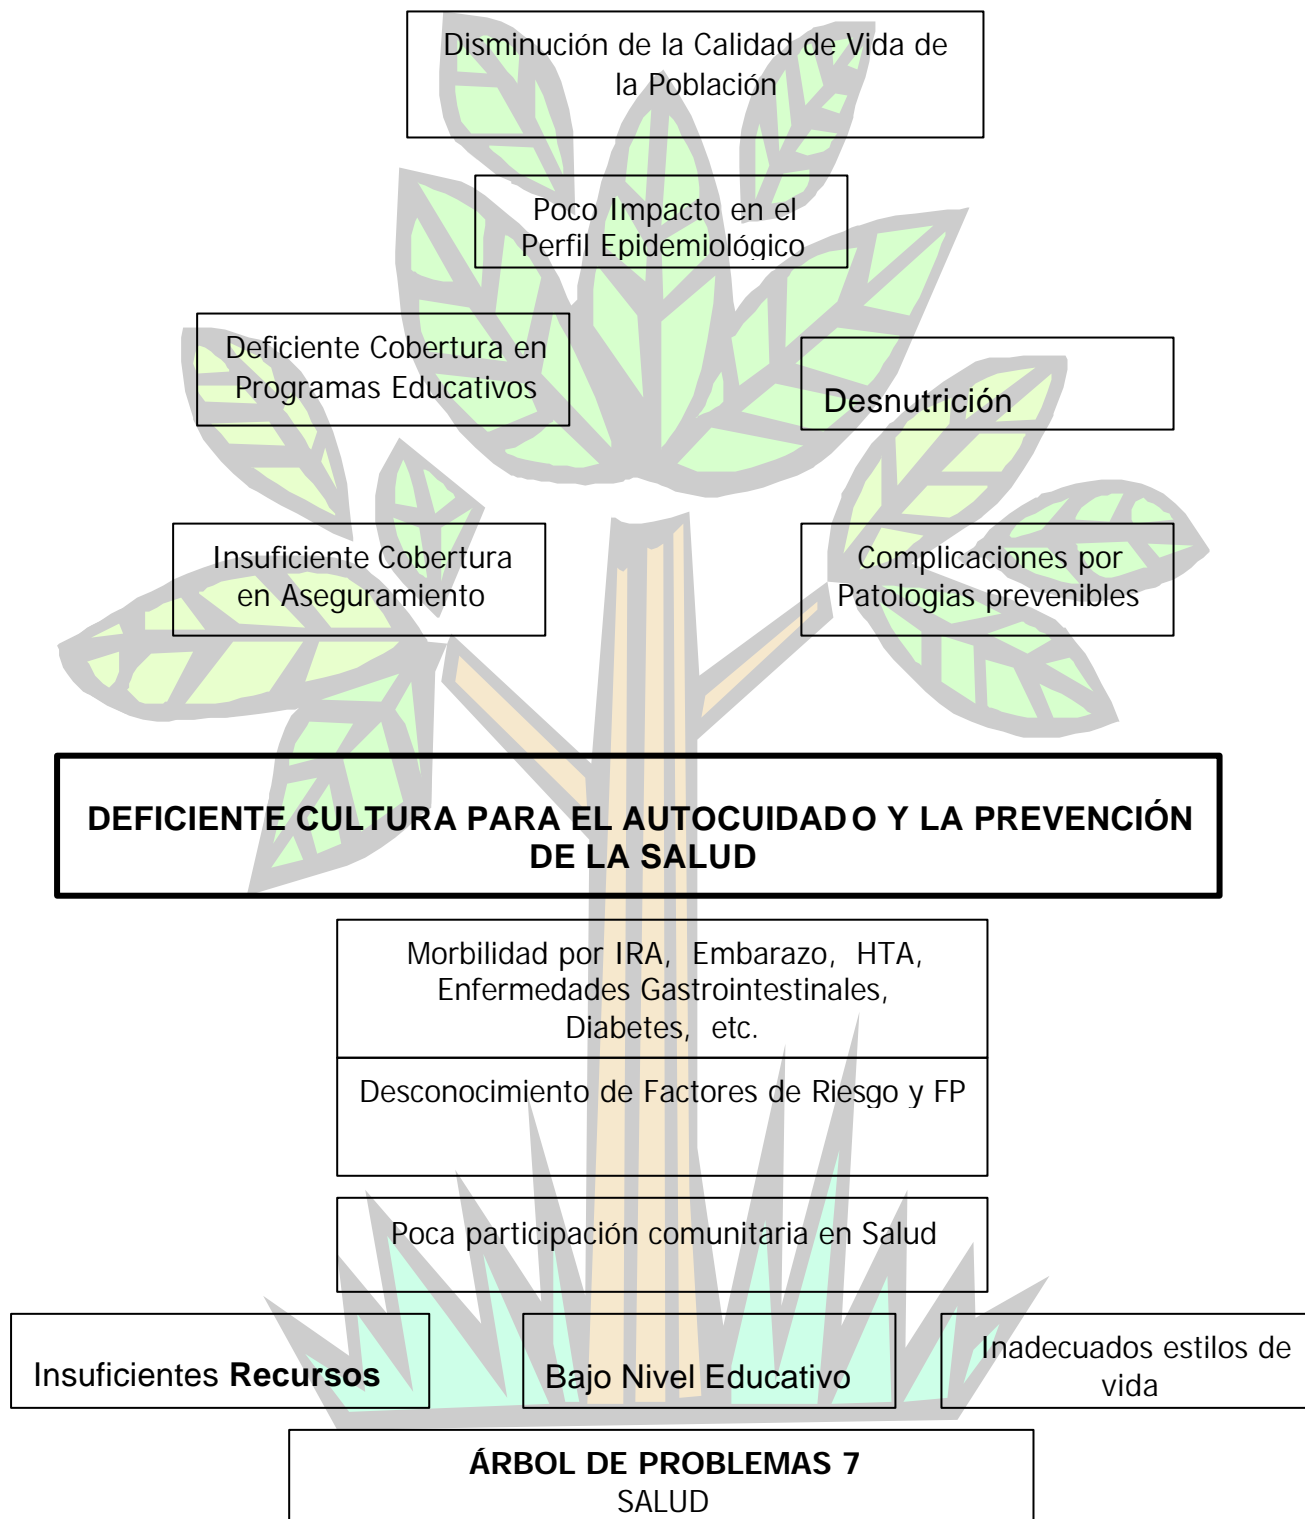 Disminución de la Calidad de Vida de
la Población
Poco Impacto en el
Perfil Epidemiológico
Deficiente Cobertura en
Programas Educativos
Desnutrición
Insuficiente Cobertura
en Aseguramiento
Complicaciones por
Patologias prevenibles
DEFICIENTE CULTURA PARA EL AUTOCUIDADO Y LA PREVENCIÓN
DE LA SALUD
Morbilidad por IRA, Embarazo, HTA,
Enfermedades Gastrointestinales,
Diabetes, etc.
Desconocimiento de Factores de Riesgo y FP
Poca participación comunitaria en Salud
Insuficientes Recursos
Bajo Nivel Educativo
Inadecuados estilos de
vida
ÁRBOL DE PROBLEMAS 7
SALUD